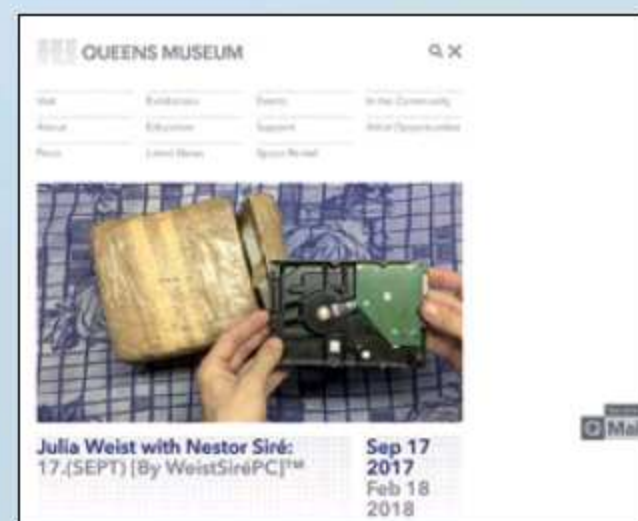 QUEENS MUSEUM
Visit Exhibitions Events In the Community
About Education Support Artist Opportunities
Press Latest News Space Rental
Julia Weist with Nestor Siré:
17.(SEPT) [By WeistSiréPC]™
Sep 17
2017
Feb 18
2018
Mai